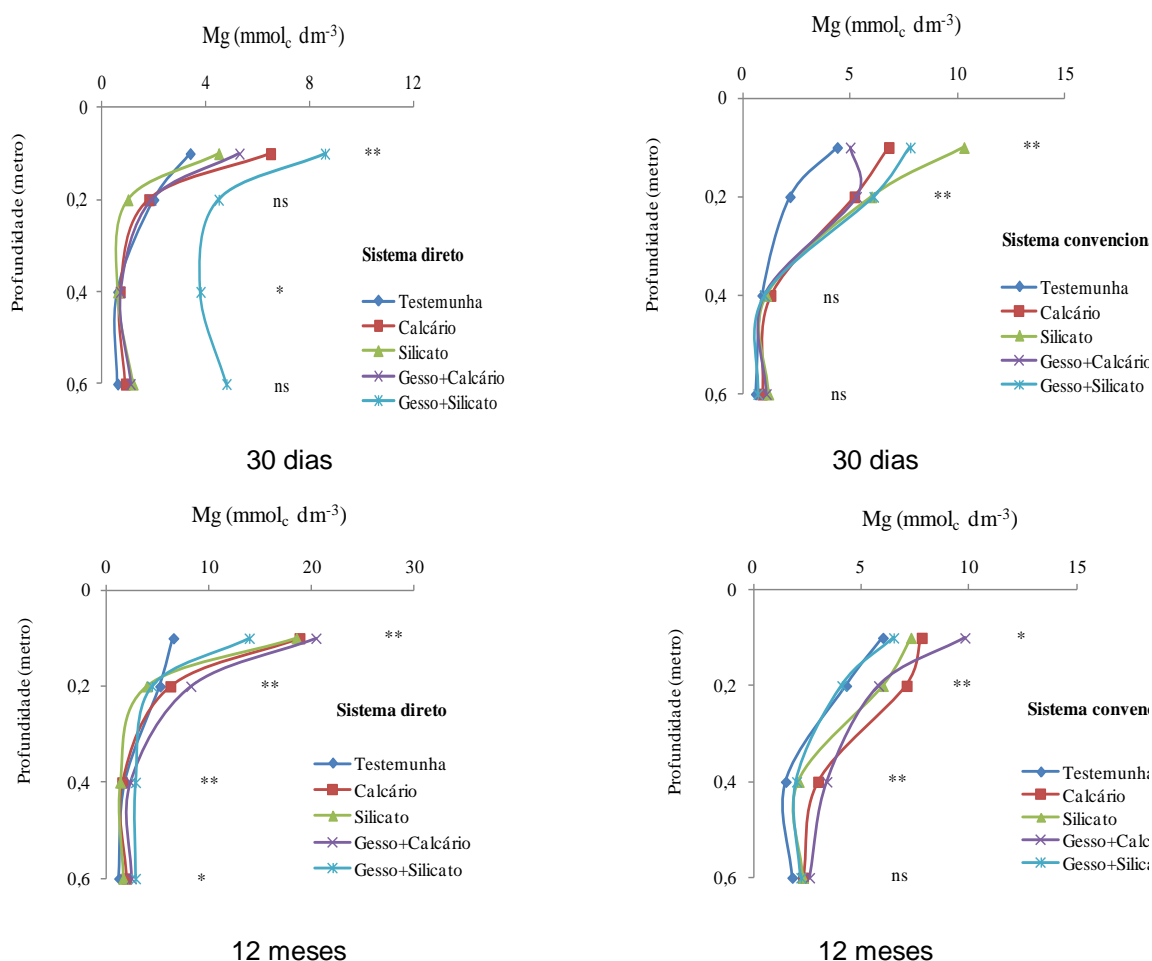 Mg (mmolc dm-3)
0 4 8 12
0
0,2
0,4
0,6
Profundidade (metro)
**
ns
*
ns
Sistema direto
Testemunha
Calcário
Silicato
Gesso+Calcário
Gesso+Silicato
30 dias
Mg (mmolc dm-3)
0 5 10 15
0
0,2
0,4
0,6
Profundidade (metro)
**
**
ns
ns
Sistema convenciona
Testemunha
Calcário
Silicato
Gesso+Calcário
Gesso+Silicato
30 dias
Mg (mmolc dm-3)
0 10 20 30
0
0,2
0,4
0,6
Profundidade (metro)
**
**
**
*
Sistema direto
Testemunha
Calcário
Silicato
Gesso+Calcário
Gesso+Silicato
12 meses
Mg (mmolc dm-3)
0 5 10 15
0
0,2
0,4
0,6
Profundidade (metro)
*
**
**
ns
Sistema convenc
Testemunha
Calcário
Silicato
Gesso+Calc
Gesso+Silic
12 meses